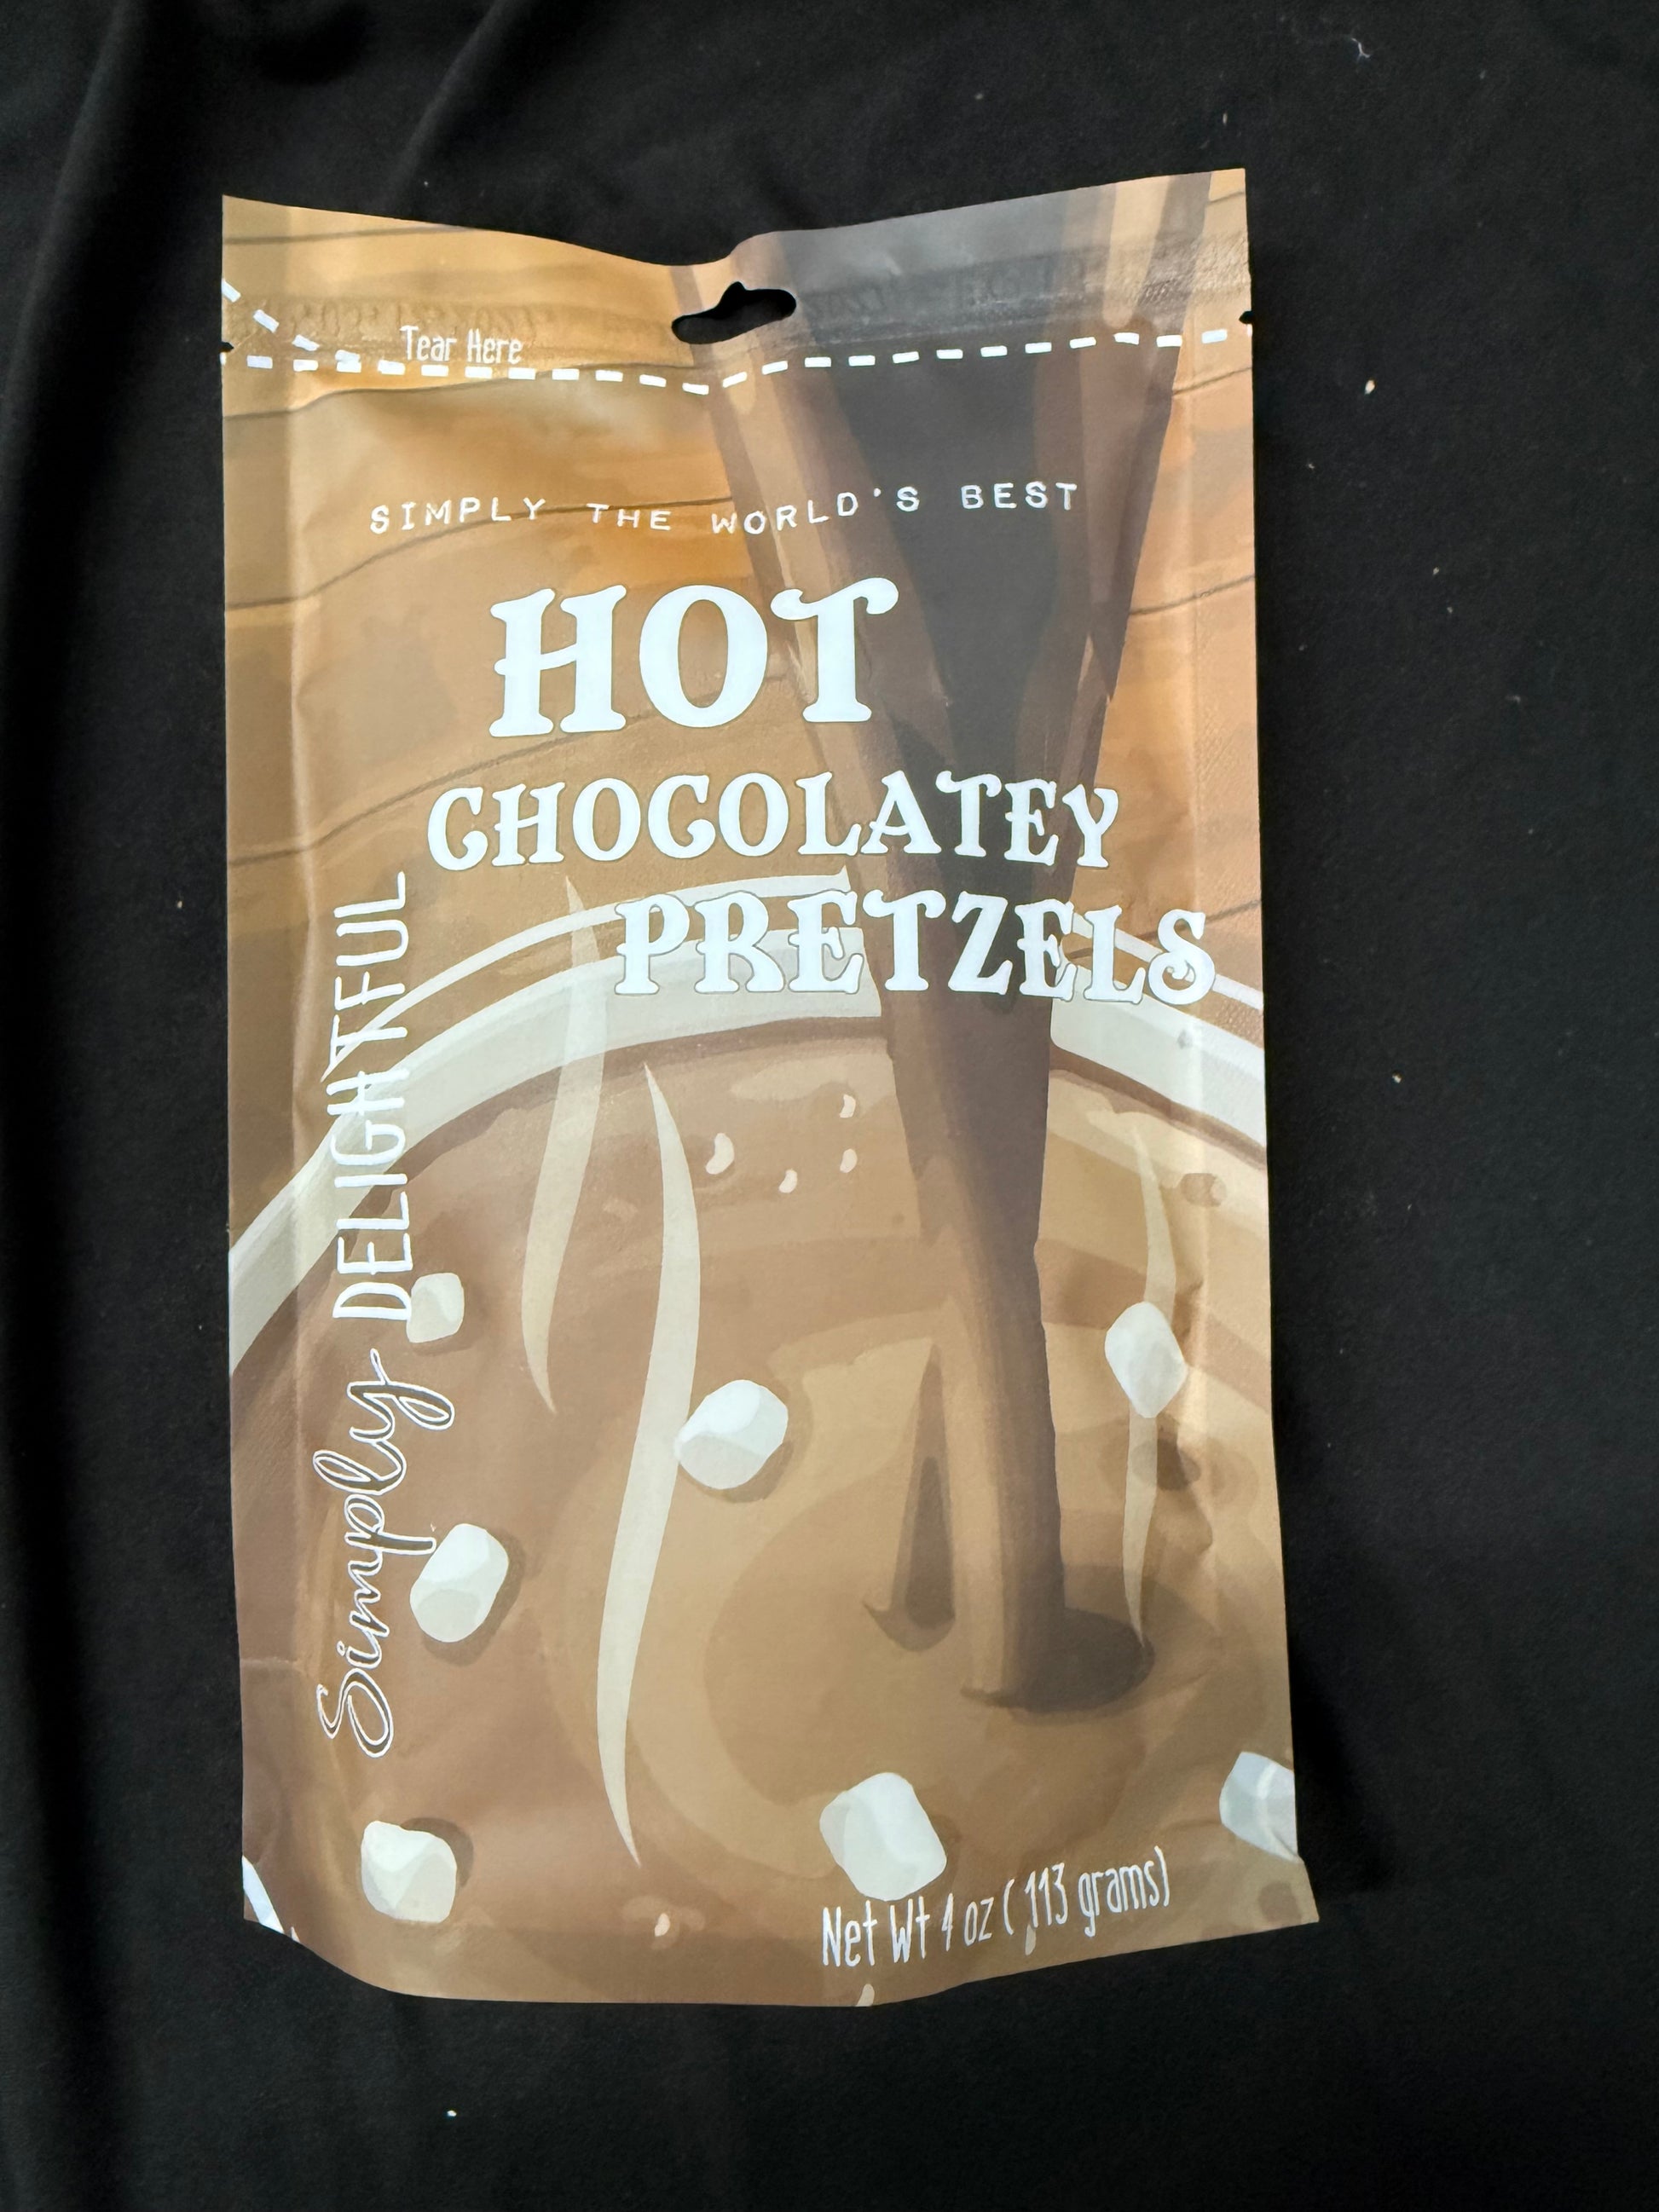 Tear Here
SIMPLY THE WORLD'S BEST
HOT
CHOCOLATEY
PRETZELS
Simply DELIGHTFUL
Net Wt 4 oz ( 113 grams)